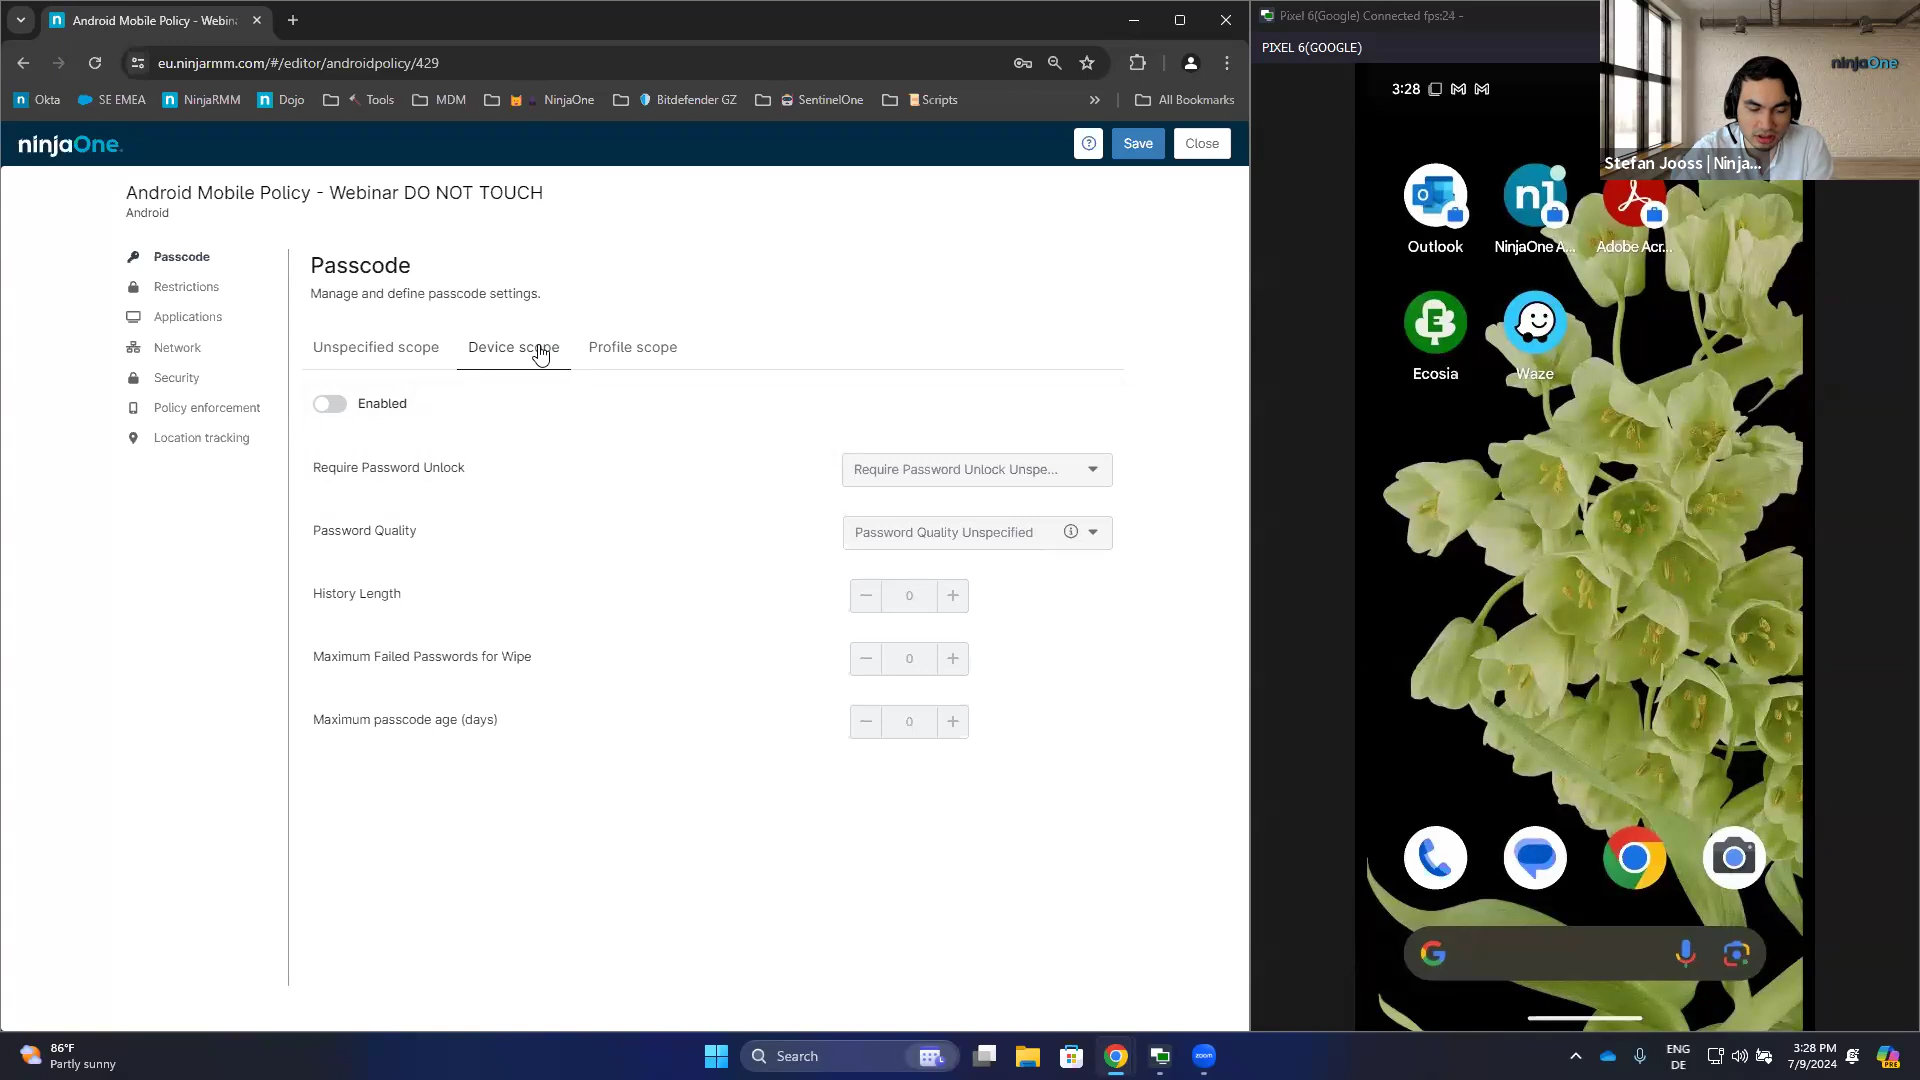 Android Mobile Policy - Webin
eu.ninjarmm.com/#/editor/androidpolicy/429
Okta
SE EMEA
NinjaRMM
Dojo
Tools
MDM
NinjaOne
Bitdefender GZ
SentinelOne
Scripts
All Bookmarks
ninjaOne.
Save
Close
Android Mobile Policy - Webinar DO NOT TOUCH
Android
Passcode
Restrictions
Applications
Network
Security
Policy enforcement
Location tracking
Passcode
Manage and define passcode settings.
Unspecified scope
Device scope
Profile scope
Enabled
Require Password Unlock
Require Password Unlock Unspe...
Password Quality
Password Quality Unspecified
History Length
0
Maximum Failed Passwords for Wipe
0
Maximum passcode age (days)
0
Pixel 6(Google) Connected fps:24 -
PIXEL 6(GOOGLE)
ninjaOne
Stefan Jooss | Ninja...
3:28
n1
Outlook
NinjaOne A...
Adobe Acr...
Ecosia
Waze
86°F
Partly sunny
Search
zoom
ENG
DE
3:28 PM
7/9/2024
PRE